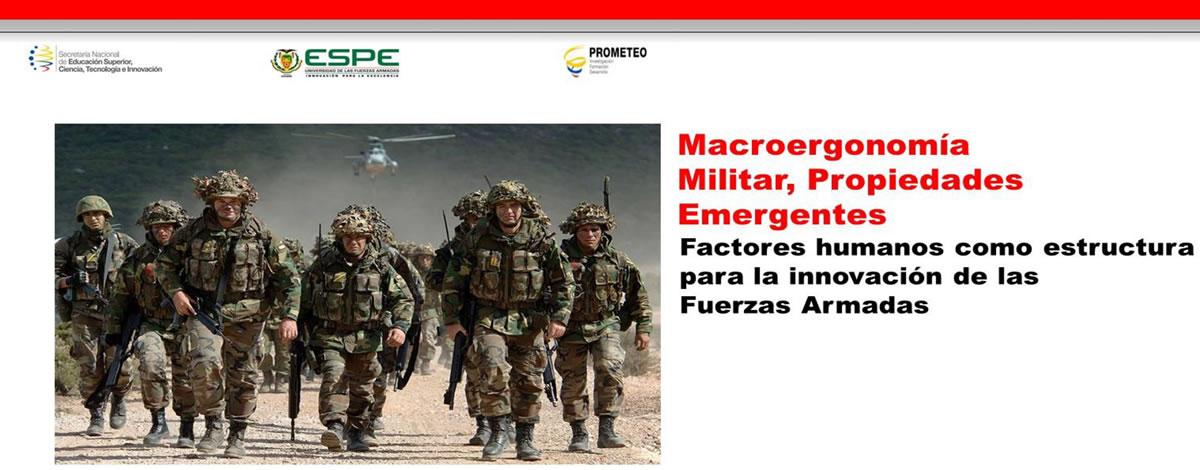 Secretaría Nacional
de Educación Superior,
Ciencia, Tecnología e Innovación
ESPE
UNIVERSIDAD DE LAS FUERZAS ARMADAS
INNOVACIÓN PARA LA EXCELENCIA
PROMETEO
Investigación
Formación
Desarrollo
Macroergonomía
Militar, Propiedades
Emergentes
Factores humanos como estructura
para la innovación de las
Fuerzas Armadas